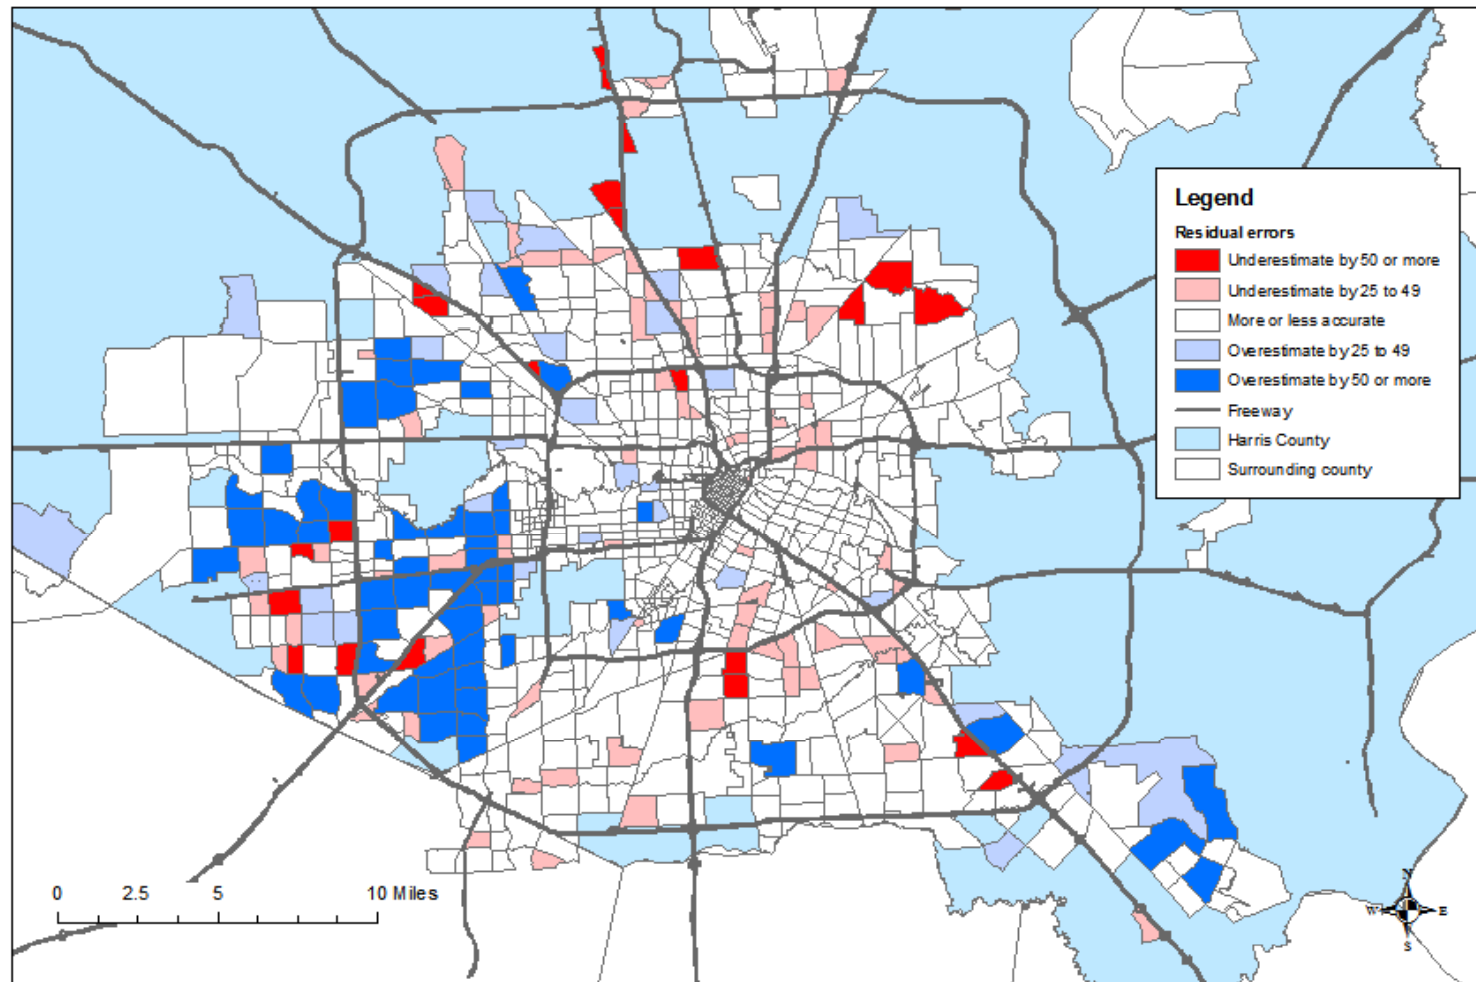 Legend
Residual errors
Underestimate by 50 or more
Underestimate by 25 to 49
More or less accurate
Overestimate by 25 to 49
Overestimate by 50 or more
Freeway
Harris County
Surrounding county
0 2.5 5 10 Miles
N
W E
S